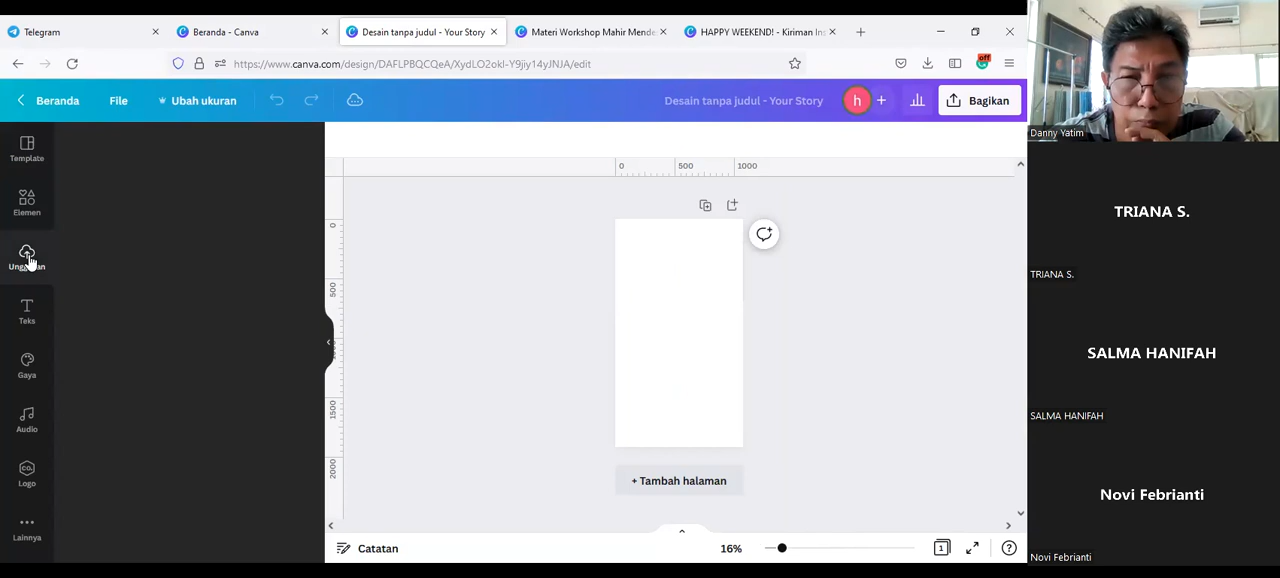 Telegram
Beranda - Canva
Desain tanpa judul - Your Story
Materi Workshop Mahir Mende
HAPPY WEEKEND! - Kiriman In
https://www.canva.com/design/DAFLPBQCQeA/XydLO2okl-Y9jiy14yJNJA/edit
off
Beranda
File
Ubah ukuran
Desain tanpa judul - Your Story
h
Bagikan
Template
Elemen
Teks
Gaya
Audio
CO.
Logo
Lainnya
0
500
1000
0
500
1500
2000
+ Tambah halaman
Catatan
16%
1
Danny Yatim
TRIANA S.
TRIANA S.
SALMA HANIFAH
SALMA HANIFAH
Novi Febrianti
Novi Febrianti